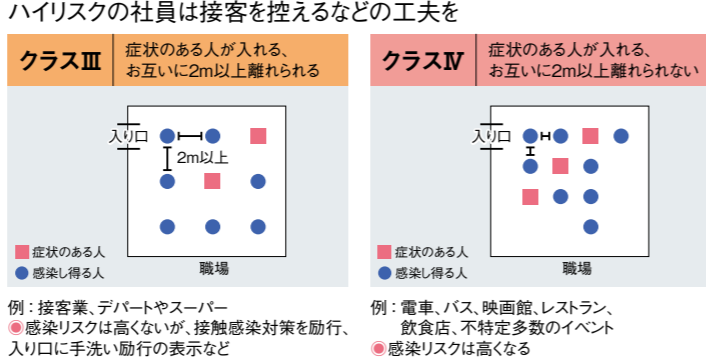 ハイリスクの社員は接客を控えるなどの工夫を
クラスⅢ
症状のある人が入れる、
お互いに2m以上離れられる
入り口
2m以上
症状のある人
感染し得る人
職場
例：接客業、デパートやスーパー
◉感染リスクは高くないが、接触感染対策を励行、
入り口に手洗い励行の表示など
クラスⅣ
症状のある人が入れる、
お互いに2m以上離れられない
入り口
症状のある人
感染し得る人
職場
例：電車、バス、映画館、レストラン、
飲食店、不特定多数のイベント
◉感染リスクは高くなる